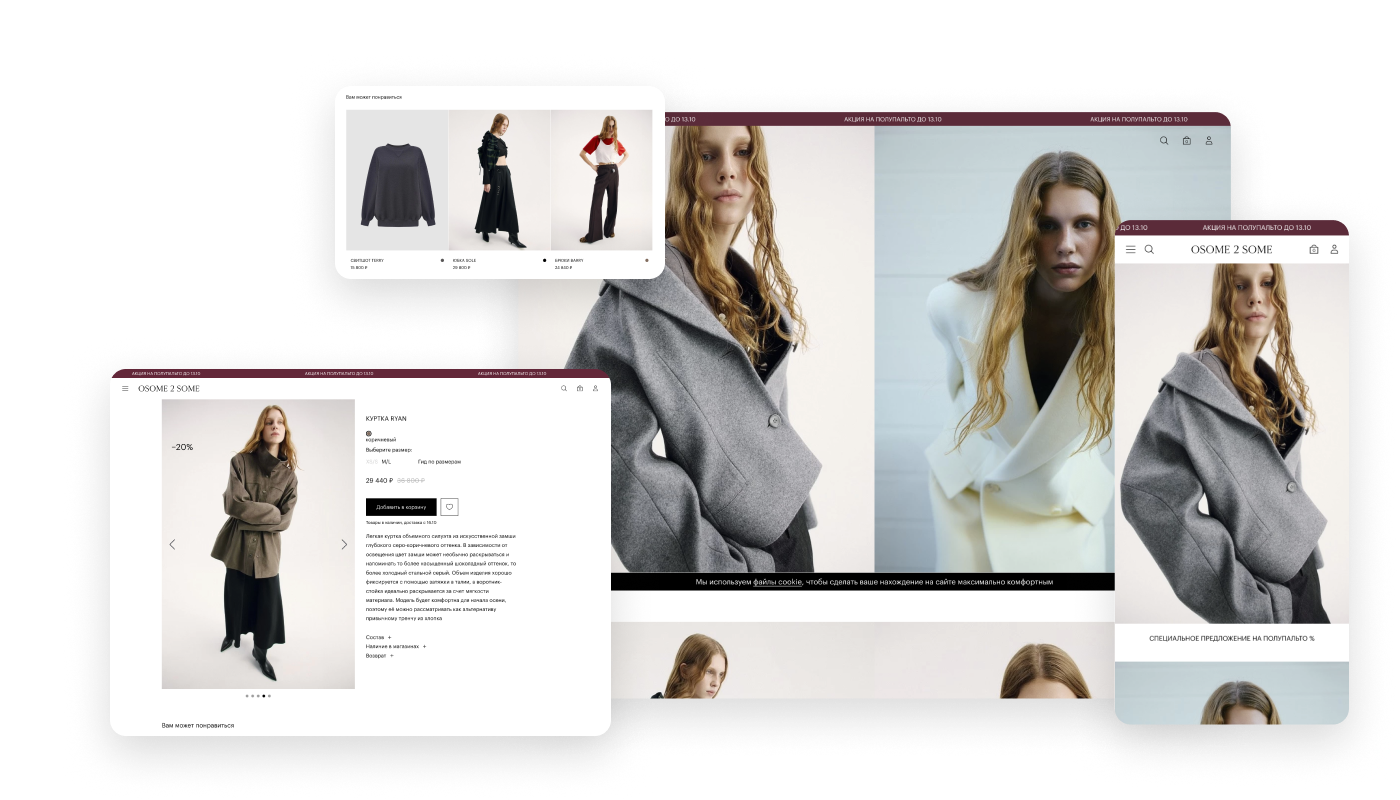 Вам может понравиться
СВИТШОТ TERRY
15 800 ₽
ЮБКА SOLE
29 800 ₽
БРЮКИ BARRY
24 840 ₽
О ДО 13.10
АКЦИЯ НА ПОЛУПАЛЬТО ДО 13.10
АКЦИЯ НА ПОЛУПАЛЬТО ДО 13.10
Мы используем файлы cookie, чтобы сделать ваше нахождение на сайте максимально комфортным
ДО 13.10
АКЦИЯ НА ПОЛУПАЛЬТО ДО 13.10
OSOME 2 SOME
СПЕЦИАЛЬНОЕ ПРЕДЛОЖЕНИЕ НА ПОЛУПАЛЬТО %
АКЦИЯ НА ПОЛУПАЛЬТО ДО 13.10
АКЦИЯ НА ПОЛУПАЛЬТО ДО 13.10
АКЦИЯ НА ПОЛУПАЛЬТО ДО 13.10
OSOME 2 SOME
−20%
КУРТКА RYAN
коричневый
Выберите размер:
M/L
Гид по размерам
29 440 ₽ 36 800 ₽
Добавить в корзину
Товары в наличии, доставка с 16.10
Легкая куртка объемного силуэта из искусственной замши
глубокого серо-коричневого оттенка. В зависимости от
освещения цвет замши может необычно раскрываться и
напоминать то более насыщенный шоколадный оттенок, то
более холодный стальной серый. Объем изделия хорошо
фиксируется с помощью затяжки в талии, а воротник-
стойка идеально раскрывается за счет мягкости
материала. Модель будет комфортна для начала осени,
поэтому её можно рассматривать как альтернативу
привычному тренчу из хлопка
Состав +
Наличие в магазинах +
Возврат +
Вам может понравиться